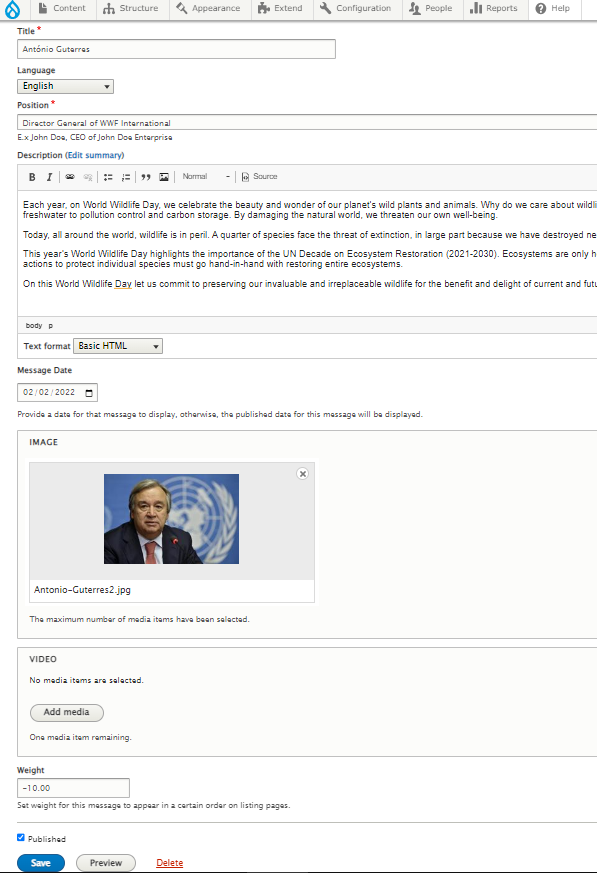 Content Structure Appearance Extend Configuration People Reports Help
Title *
António Guterres
Language
English
Position *
Director General of WWF International
E.x John Doe, CEO of John Doe Enterprise
Description (Edit summary)
B I Normal Source
Each year, on World Wildlife Day, we celebrate the beauty and wonder of our planet's wild plants and animals. Why do we care about wildli
freshwater to pollution control and carbon storage. By damaging the natural world, we threaten our own well-being.
Today, all around the world, wildlife is in peril. A quarter of species face the threat of extinction, in large part because we have destroyed ne
This year's World Wildlife Day highlights the importance of the UN Decade on Ecosystem Restoration (2021-2030). Ecosystems are only h
actions to protect individual species must go hand-in-hand with restoring entire ecosystems.
On this World Wildlife Day let us commit to preserving our invaluable and irreplaceable wildlife for the benefit and delight of current and futu
body p
Text format Basic HTML
Message Date
02/02/2022
Provide a date for that message to display, otherwise, the published date for this message will be displayed.
IMAGE
Antonio-Guterres2.jpg
The maximum number of media items have been selected.
VIDEO
No media items are selected.
Add media
One media item remaining.
Weight
-10.00
Set weight for this message to appear in a certain order on listing pages.
Published
Save Preview Delete